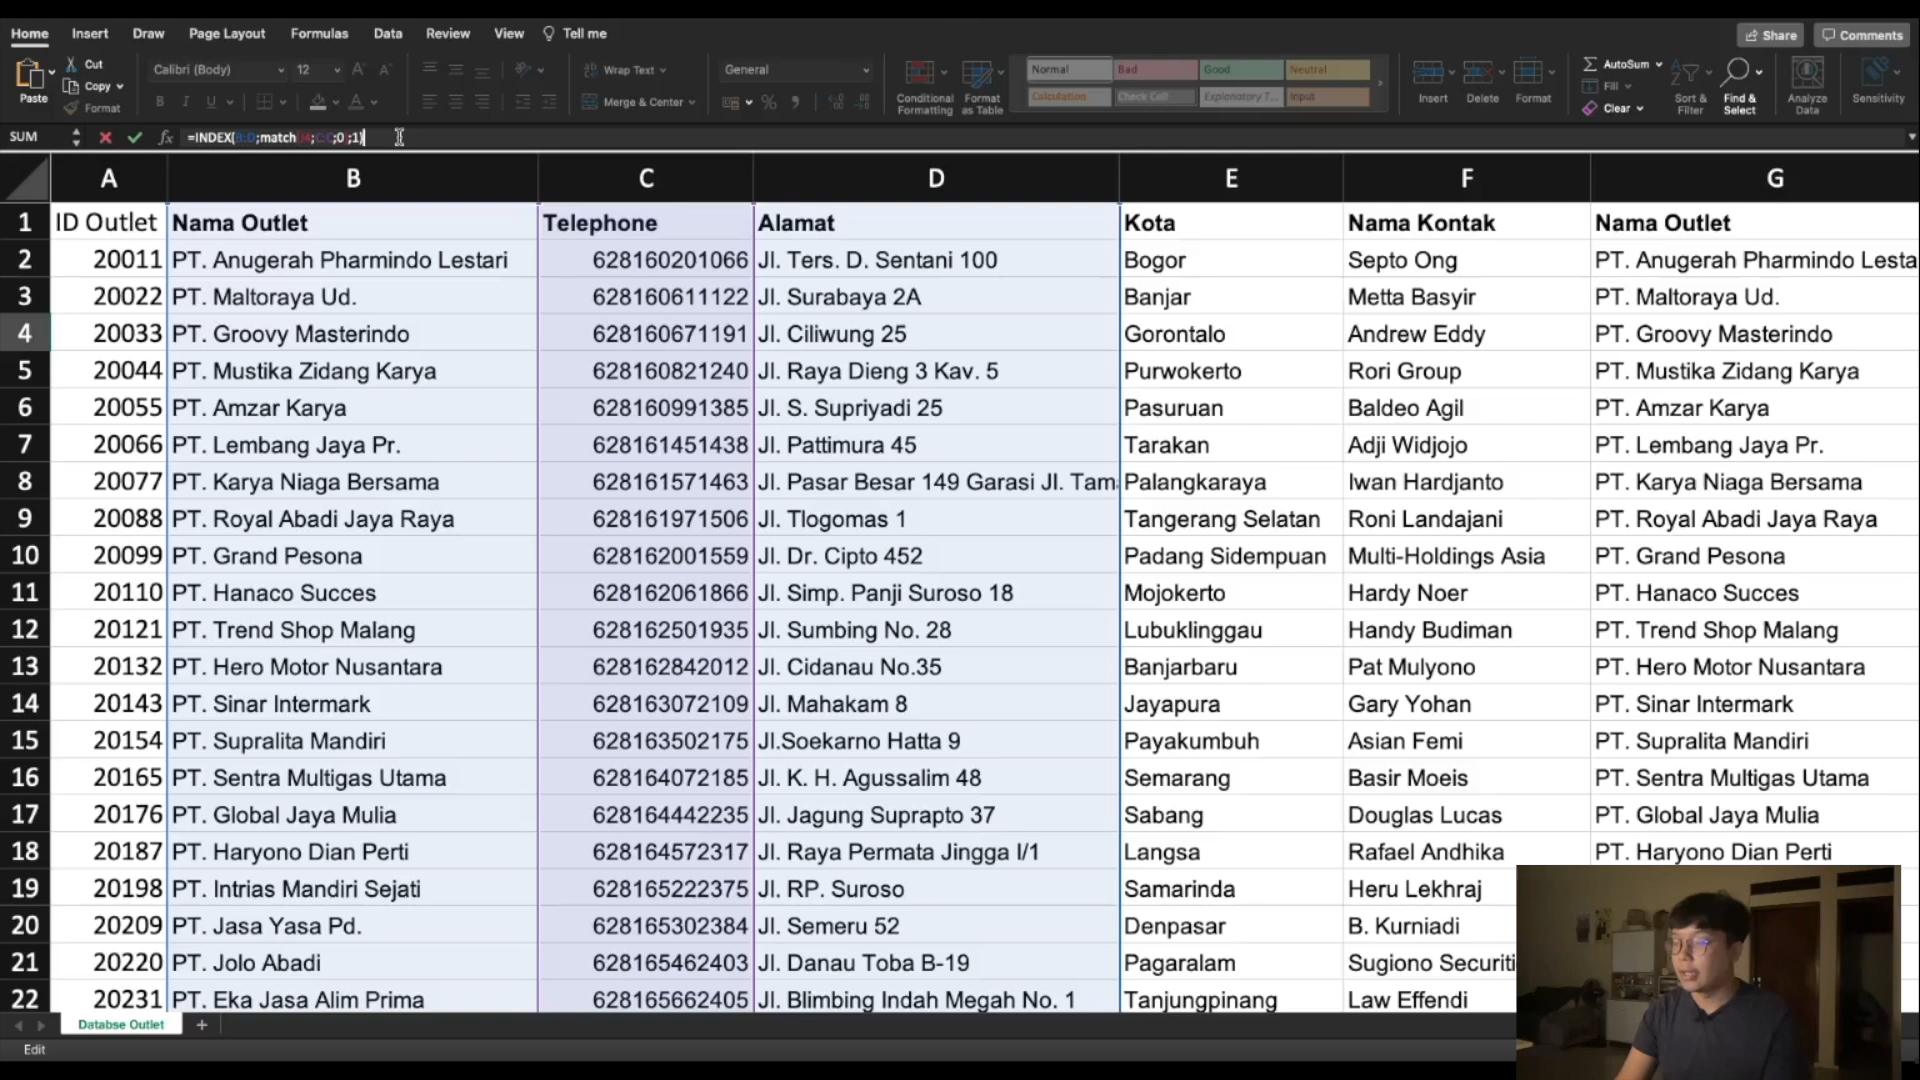 Home Insert Draw Page Layout Formulas Data Review View Tell me Share Comments
Paste Cut Copy Format
Calibri (Body) 12
B I U
Wrap Text
Merge & Center
General
Conditional Formatting
Format as Table
Normal Bad Good Neutral
Calculation Check Cell Explanatory T... Input
Insert Delete Format
AutoSum
Fill
Clear
Sort & Filter
Find & Select
Analyze Data
Sensitivity
SUM fx =INDEX(B:D;match(I4;C:C;0);1)
A B C D E F G
1 ID Outlet Nama Outlet Telephone Alamat Kota Nama Kontak Nama Outlet
2 20011 PT. Anugerah Pharmindo Lestari 628160201066 Jl. Ters. D. Sentani 100 Bogor Septo Ong PT. Anugerah Pharmindo Lesta
3 20022 PT. Maltoraya Ud. 628160611122 Jl. Surabaya 2A Banjar Metta Basyir PT. Maltoraya Ud.
4 20033 PT. Groovy Masterindo 628160671191 Jl. Ciliwung 25 Gorontalo Andrew Eddy PT. Groovy Masterindo
5 20044 PT. Mustika Zidang Karya 628160821240 Jl. Raya Dieng 3 Kav. 5 Purwokerto Rori Group PT. Mustika Zidang Karya
6 20055 PT. Amzar Karya 628160991385 Jl. S. Supriyadi 25 Pasuruan Baldeo Agil PT. Amzar Karya
7 20066 PT. Lembang Jaya Pr. 628161451438 Jl. Pattimura 45 Tarakan Adji Widjojo PT. Lembang Jaya Pr.
8 20077 PT. Karya Niaga Bersama 628161571463 Jl. Pasar Besar 149 Garasi Jl. Tam Palangkaraya Iwan Hardjanto PT. Karya Niaga Bersama
9 20088 PT. Royal Abadi Jaya Raya 628161971506 Jl. Tlogomas 1 Tangerang Selatan Roni Landajani PT. Royal Abadi Jaya Raya
10 20099 PT. Grand Pesona 628162001559 Jl. Dr. Cipto 452 Padang Sidempuan Multi-Holdings Asia PT. Grand Pesona
11 20110 PT. Hanaco Succes 628162061866 Jl. Simp. Panji Suroso 18 Mojokerto Hardy Noer PT. Hanaco Succes
12 20121 PT. Trend Shop Malang 628162501935 Jl. Sumbing No. 28 Lubuklinggau Handy Budiman PT. Trend Shop Malang
13 20132 PT. Hero Motor Nusantara 628162842012 Jl. Cidanau No.35 Banjarbaru Pat Mulyono PT. Hero Motor Nusantara
14 20143 PT. Sinar Intermark 628163072109 Jl. Mahakam 8 Jayapura Gary Yohan PT. Sinar Intermark
15 20154 PT. Supralita Mandiri 628163502175 Jl.Soekarno Hatta 9 Payakumbuh Asian Femi PT. Supralita Mandiri
16 20165 PT. Sentra Multigas Utama 628164072185 Jl. K. H. Agussalim 48 Semarang Basir Moeis PT. Sentra Multigas Utama
17 20176 PT. Global Jaya Mulia 628164442235 Jl. Jagung Suprapto 37 Sabang Douglas Lucas PT. Global Jaya Mulia
18 20187 PT. Haryono Dian Perti 628164572317 Jl. Raya Permata Jingga I/1 Langsa Rafael Andhika PT. Haryono Dian Perti
19 20198 PT. Intrias Mandiri Sejati 628165222375 Jl. RP. Suroso Samarinda Heru Lekhraj
20 20209 PT. Jasa Yasa Pd. 628165302384 Jl. Semeru 52 Denpasar B. Kurniadi
21 20220 PT. Jolo Abadi 628165462403 Jl. Danau Toba B-19 Pagaralam Sugiono Securiti
22 20231 PT. Eka Jasa Alim Prima 628165662405 Jl. Blimbing Indah Megah No. 1 Tanjungpinang Law Effendi
Databse Outlet
Edit